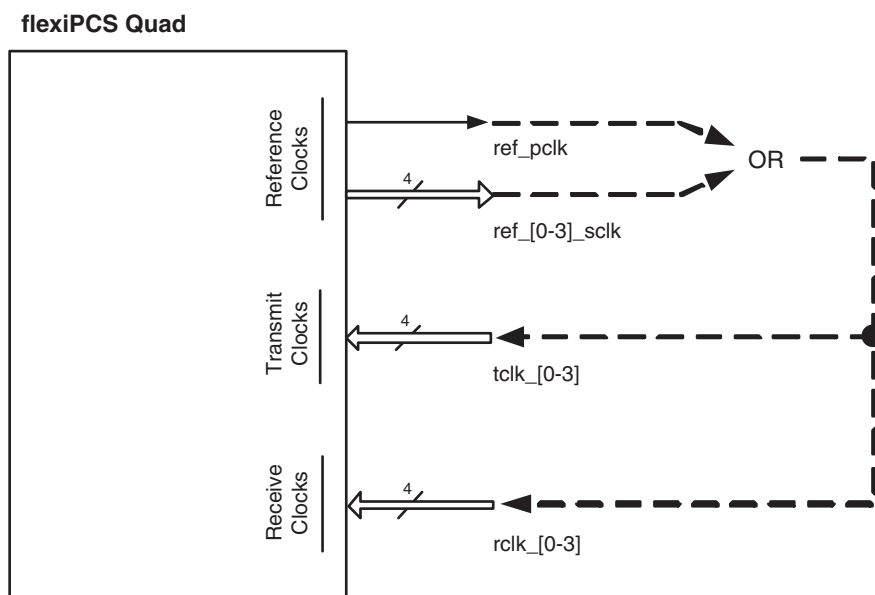 flexiPCS Quad
Reference
Clocks
ref_pclk
OR
4
ref_[0-3]_sclk
Transmit
Clocks
4
tclk_[0-3]
Receive
Clocks
4
rclk_[0-3]